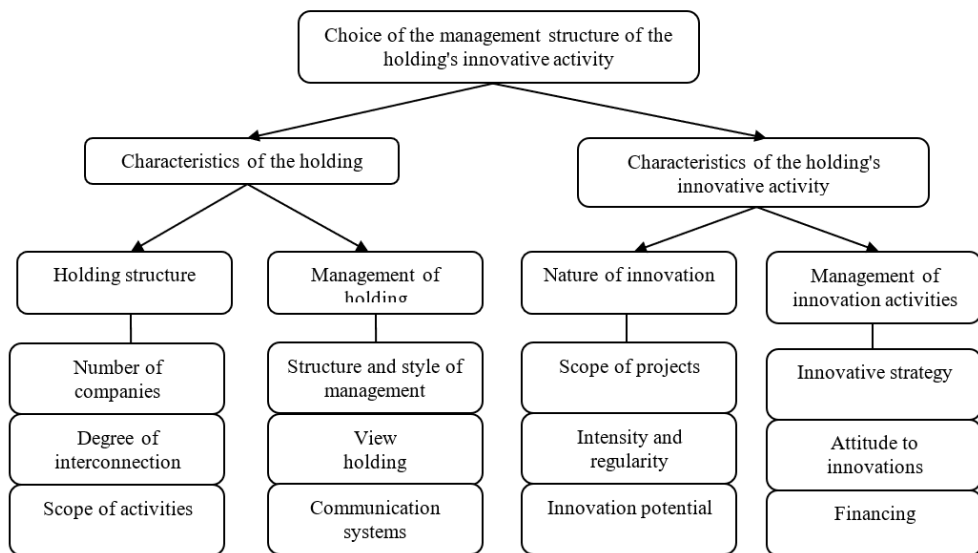 Choice of the management structure of the
holding's innovative activity
Characteristics of the holding
Characteristics of the holding's
innovative activity
Holding structure
Management of
holding
Nature of innovation
Management of
innovation activities
Number of
companies
Structure and style of
management
Scope of projects
Innovative strategy
Degree of
interconnection
View
holding
Intensity and
regularity
Attitude to
innovations
Scope of activities
Communication
systems
Innovation potential
Financing